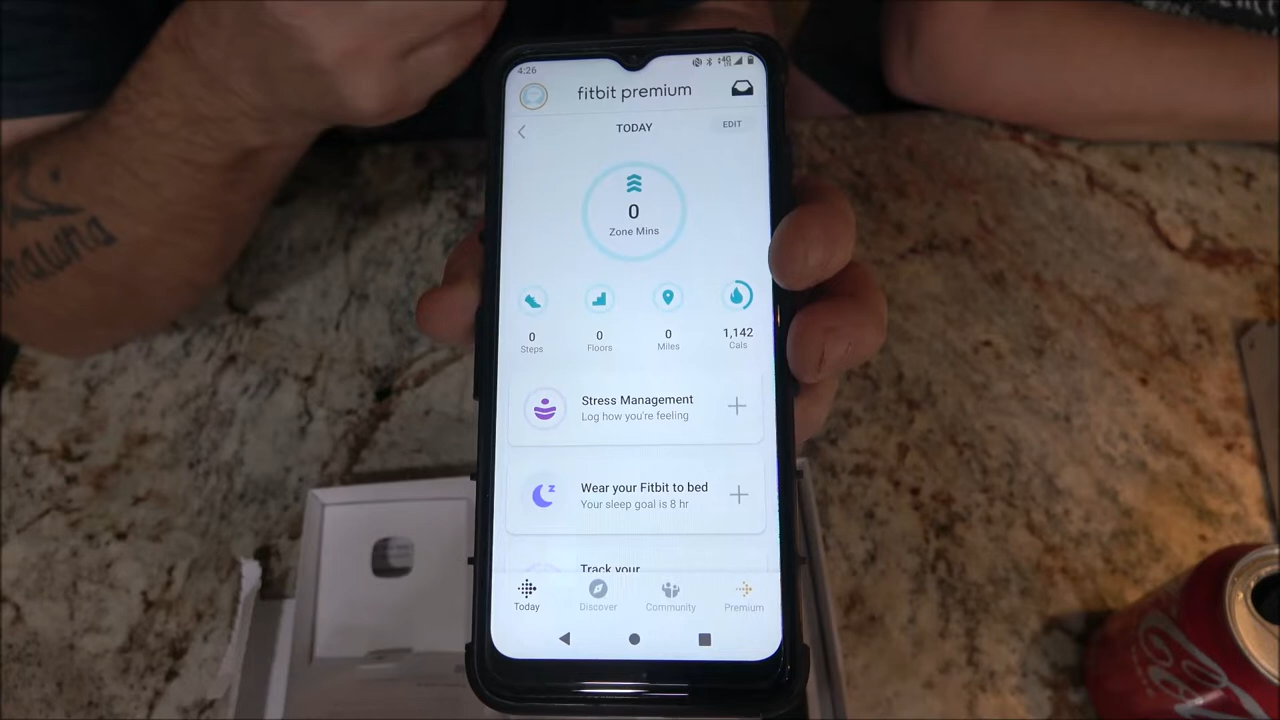 4:26
fitbit premium
TODAY
EDIT
0
Zone Mins
0
Steps
0
Floors
0
Miles
1,142
Cals
Stress Management
Log how you're feeling
Wear your Fitbit to bed
Your sleep goal is 8 hr
Track your
Today
Discover
Community
Premium